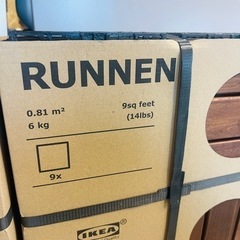 RUNNEN
0.81 m² 9sq feet
6 kg (14lbs)
9x
IKEA